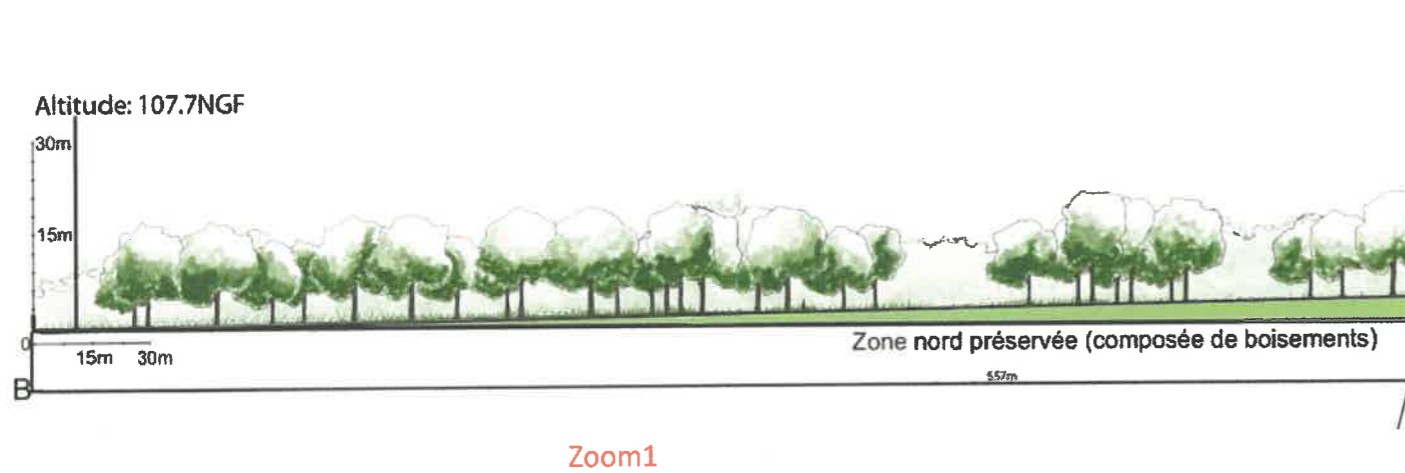 Altitude: 107.7NGF
30m
15m
0
15m 30m
Zone nord préservée (composée de boisements)
557m
B
Zoom1